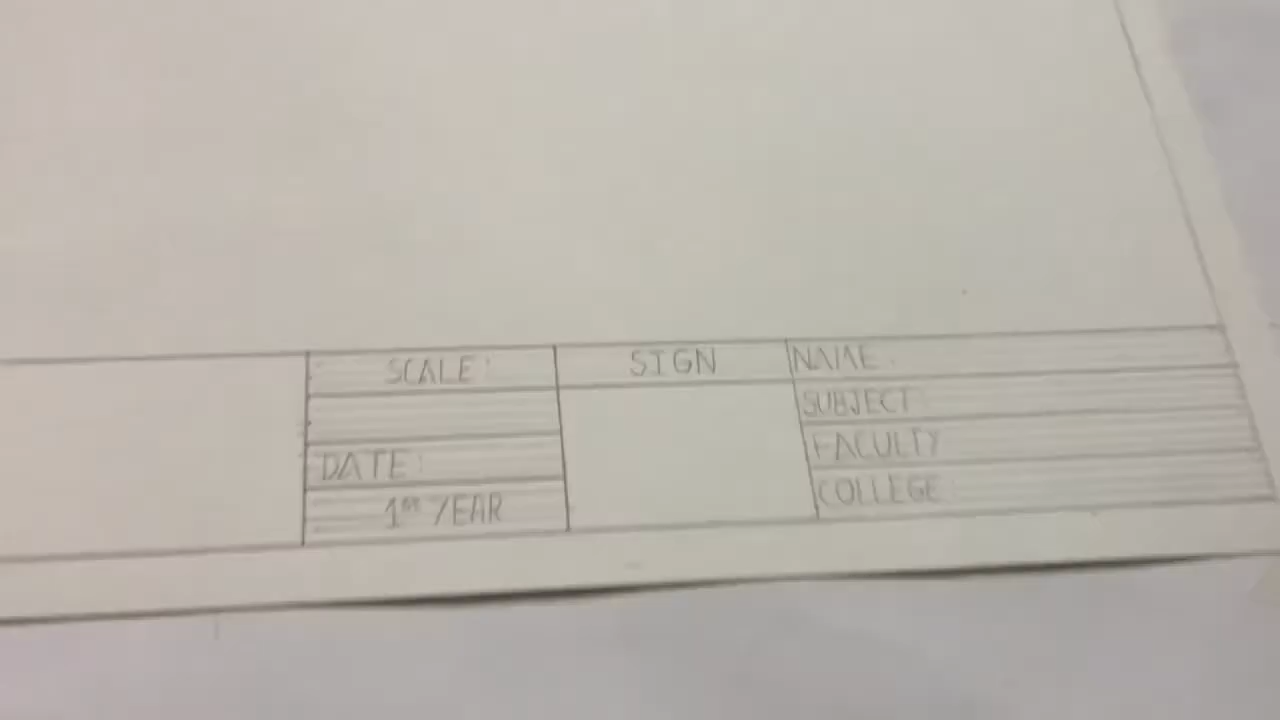 SCALE:
DATE:
1st YEAR
SIGN
NAME:
SUBJECT:
FACULTY
COLLEGE: